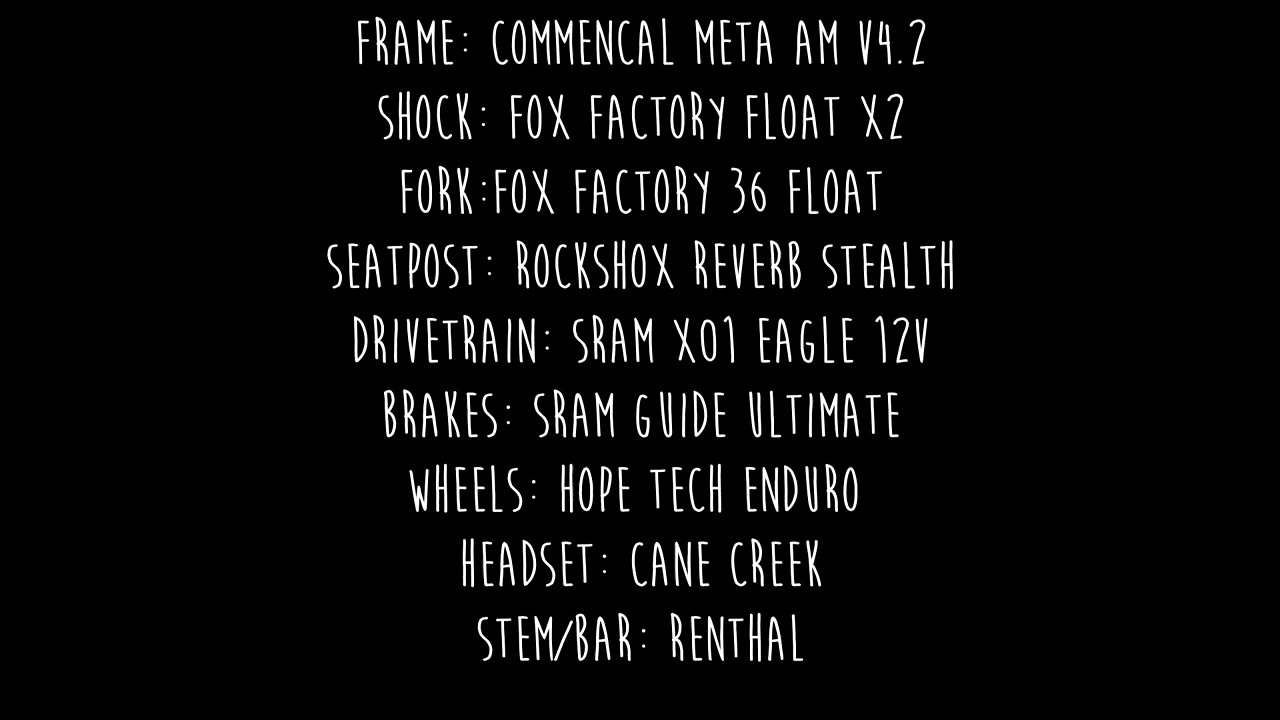 FRAME: COMMENCAL META AM V4.2
SHOCK: FOX FACTORY FLOAT X2
FORK:FOX FACTORY 36 FLOAT
SEATPOST: ROCKSHOX REVERB STEALTH
DRIVETRAIN: SRAM X01 EAGLE 12V
BRAKES: SRAM GUIDE ULTIMATE
WHEELS: HOPE TECH ENDURO
HEADSET: CANE CREEK
STEM/BAR: RENTHAL